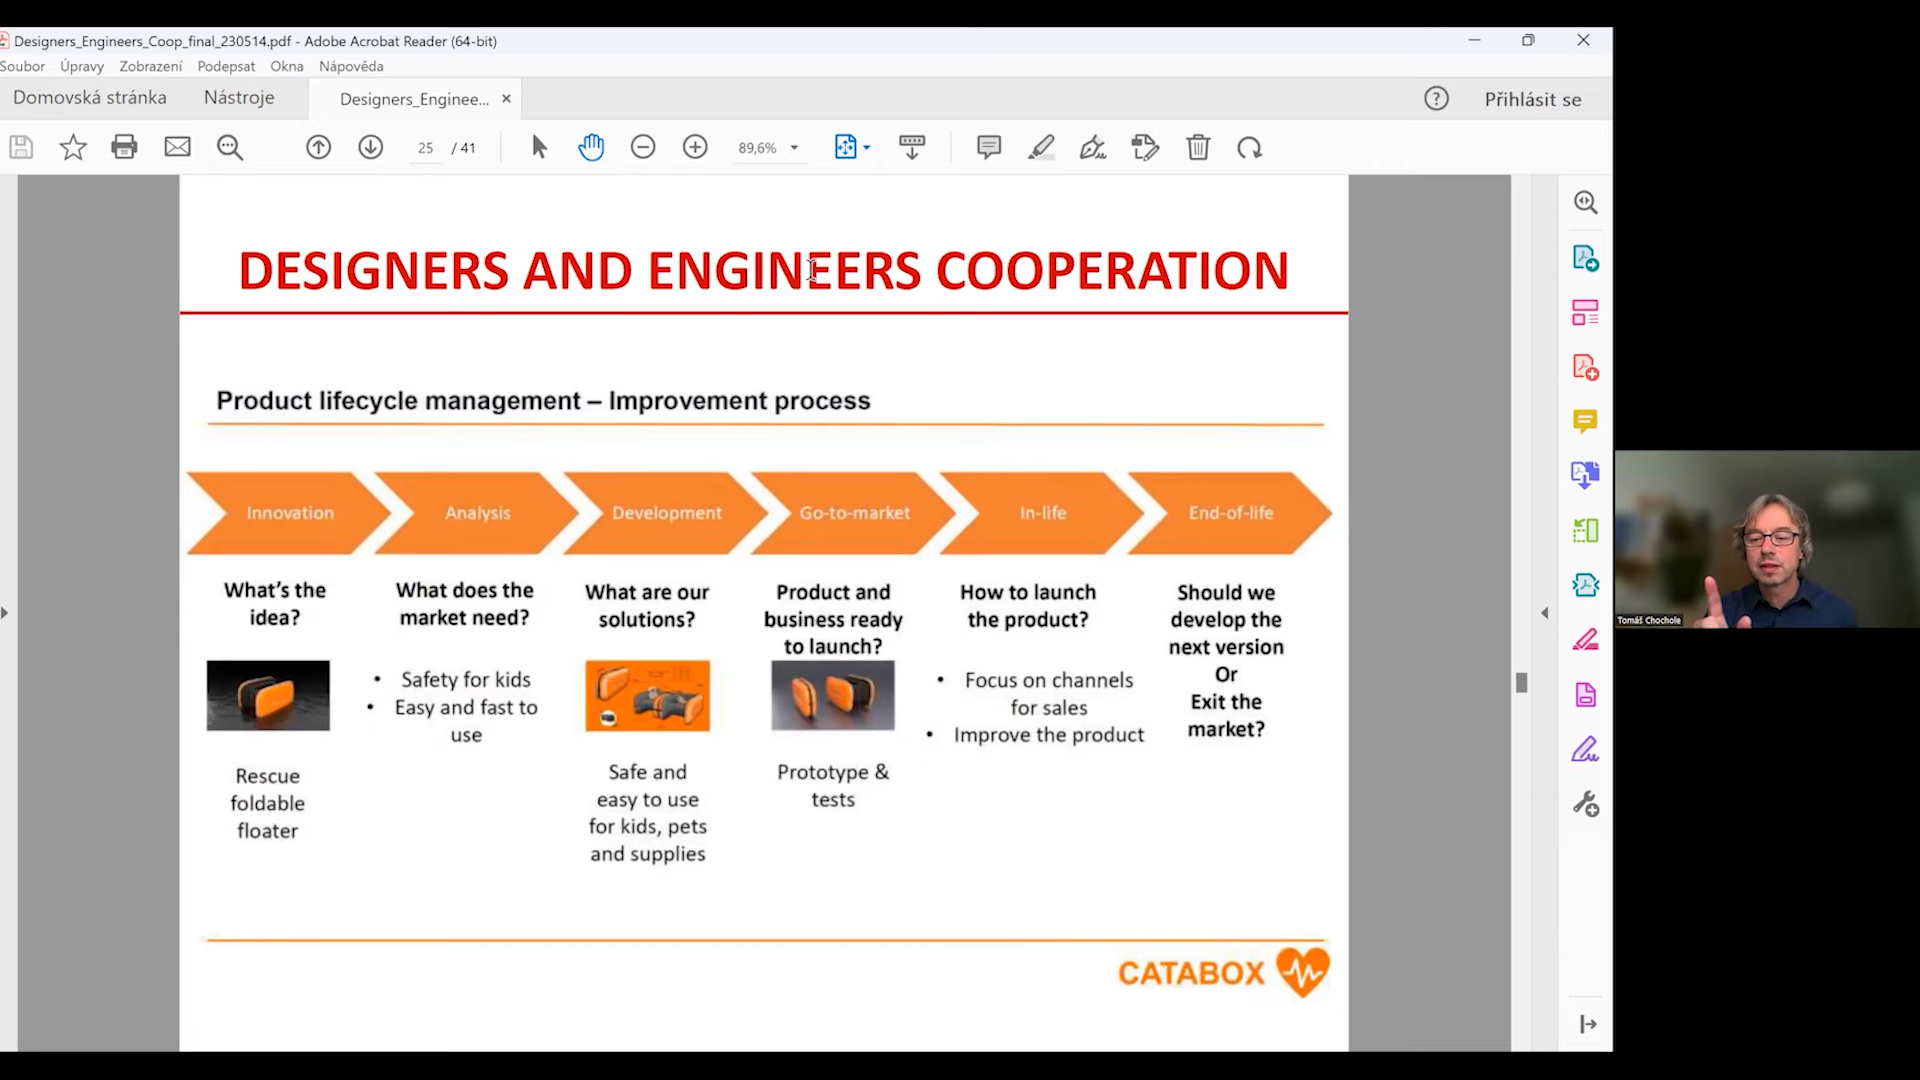 Designers_Engineers_Coop_final_230514.pdf - Adobe Acrobat Reader (64-bit)
Soubor Úpravy Zobrazení Podepsat Okna Nápověda
Domovská stránka Nástroje Designers_Enginee... Přihlásit se
25 / 41 89,6%
DESIGNERS AND ENGINEERS COOPERATION
Product lifecycle management – Improvement process
Innovation Analysis Development Go-to-market In-life End-of-life
What's the
idea?
Rescue
foldable
floater
What does the
market need?
• Safety for kids
• Easy and fast to
use
What are our
solutions?
Safe and
easy to use
for kids, pets
and supplies
Product and
business ready
to launch?
Prototype &
tests
How to launch
the product?
• Focus on channels
for sales
• Improve the product
Should we
develop the
next version
Or
Exit the
market?
CATABOX
Tomáš Chochole